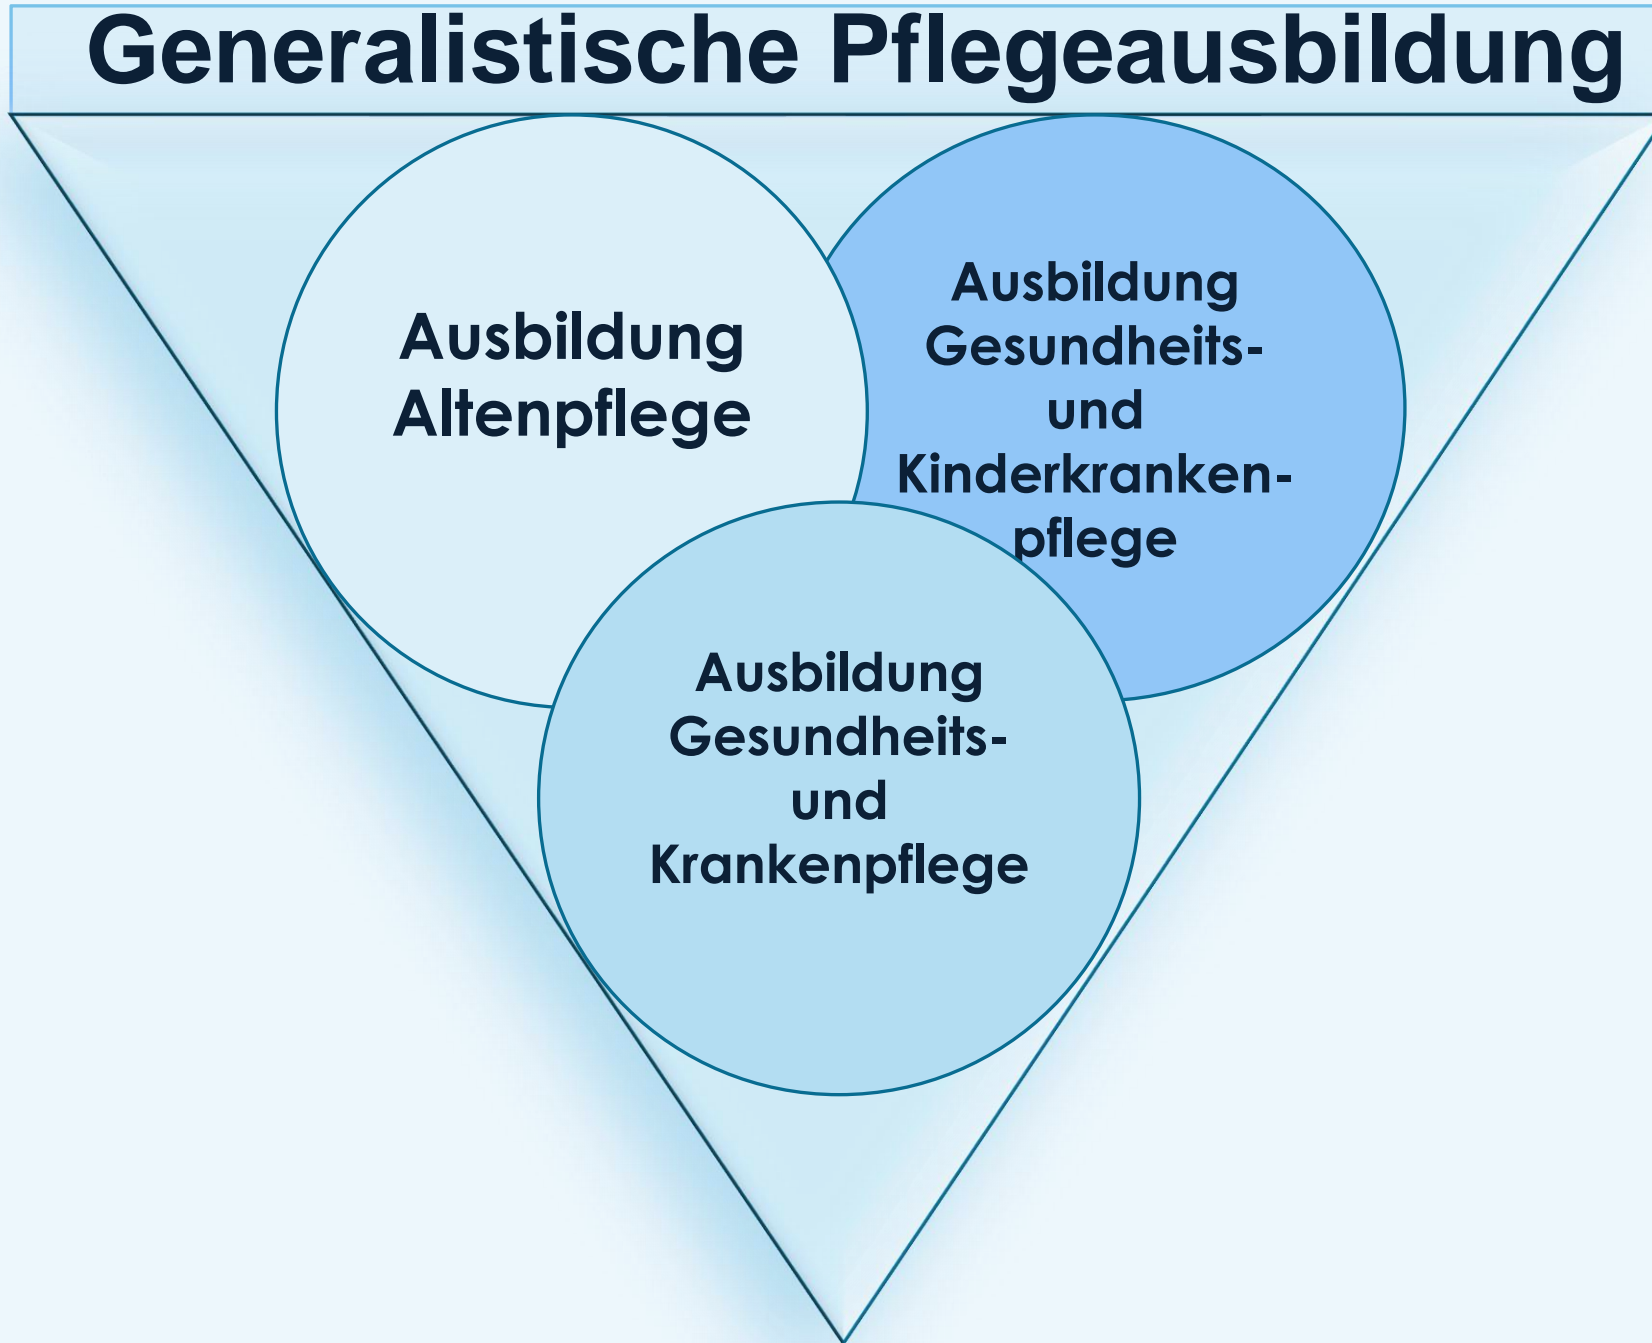 Generalistische Pflegeausbildung
Ausbildung
Altenpflege
Ausbildung
Gesundheits-
und
Kinderkranken-
pflege
Ausbildung
Gesundheits-
und
Krankenpflege